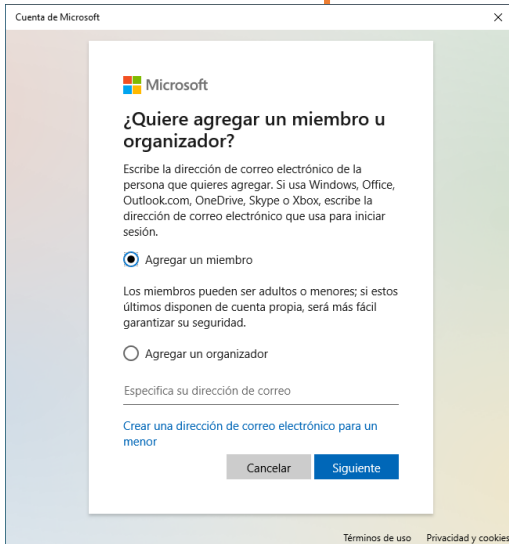 Cuenta de Microsoft
Microsoft
¿Quiere agregar un miembro u
organizador?
Escribe la dirección de correo electrónico de la
persona que quieres agregar. Si usa Windows, Office,
Outlook.com, OneDrive, Skype o Xbox, escribe la
dirección de correo electrónico que usa para iniciar
sesión.
Agregar un miembro
Los miembros pueden ser adultos o menores; si estos
últimos disponen de cuenta propia, será más fácil
garantizar su seguridad.
Agregar un organizador
Especifica su dirección de correo
Crear una dirección de correo electrónico para un
menor
Cancelar Siguiente
Términos de uso Privacidad y cookies